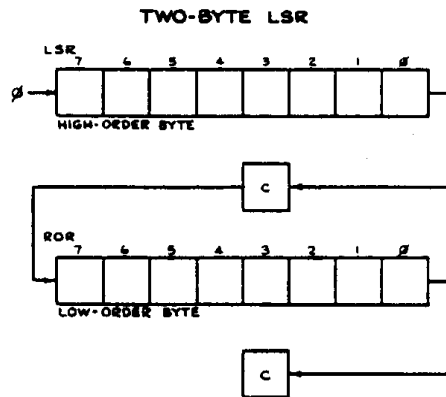 TWO-BYTE LSR
LSR
7 6 5 4 3 2 1 Ø
Ø
HIGH-ORDER BYTE
C
ROR
7 6 5 4 3 2 1 Ø
LOW-ORDER BYTE
C